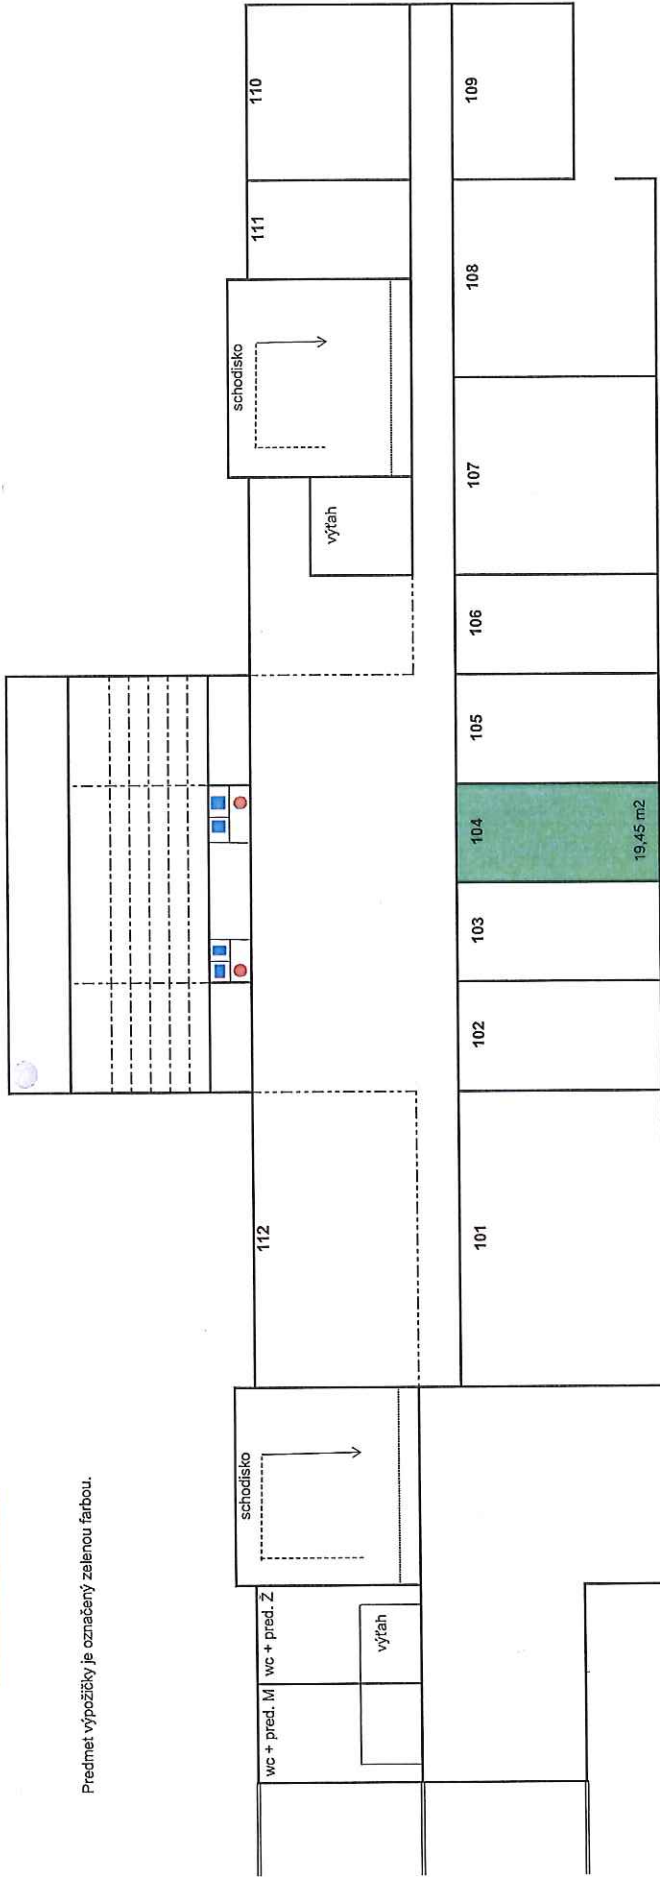 Predmet výpožičky je označený zelenou farbou.
wc + pred. M
wc + pred. Ž
výťah
schodisko
112
výťah
schodisko
111
110
101
102
103
104
19,45 m2
105
106
107
108
109